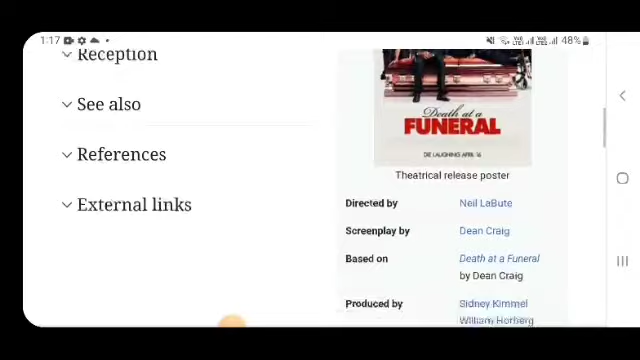 1:17
48%
Reception
See also
References
External links
Death at a
FUNERAL
DIE LAUGHING APRIL 16
Theatrical release poster
Directed by Neil LaBute
Screenplay by Dean Craig
Based on Death at a Funeral
by Dean Craig
Produced by Sidney Kimmel
William Horberg